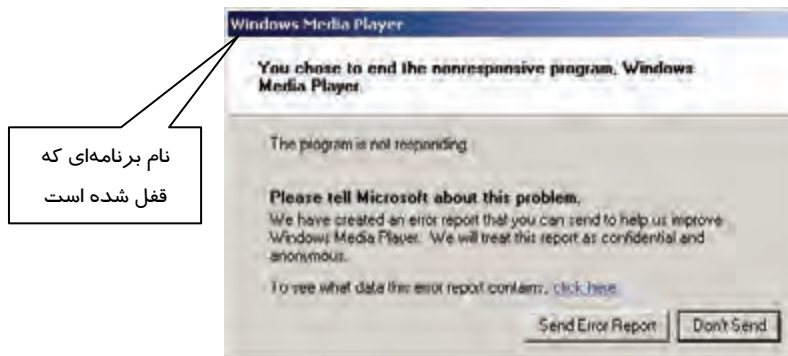 Windows Media Player
You chose to end the nonresponsive program, Windows
Media Player.
The program is not responding.
Please tell Microsoft about this problem.
We have created an error report that you can send to help us improve
Windows Media Player. We will treat this report as confidential and
anonymous.
To see what data this error report contains, click here.
Send Error Report
Don't Send
نام برنامه‌ای که
قفل شده است